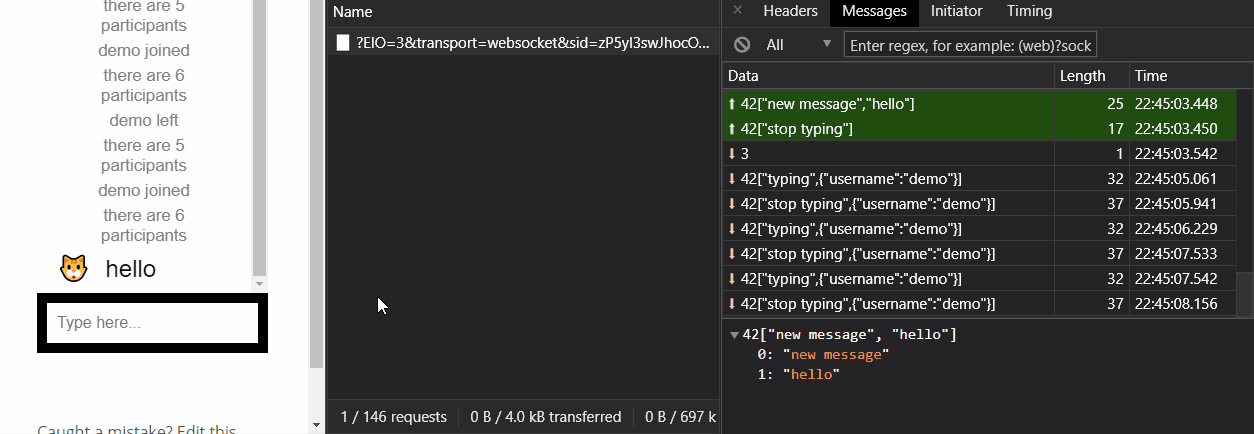 there are 5
participants
demo joined
there are 6
participants
demo left
there are 5
participants
demo joined
there are 6
participants
hello
Type here...
Caught a mistake? Edit this
Name
?EIO=3&transport=websocket&sid=zP5yI3swJhocO...
1 / 146 requests 0 B / 4.0 kB transferred 0 B / 697 k
× Headers Messages Initiator Timing
All Enter regex, for example: (web)?sock
Data Length Time
42["new message","hello"] 25 22:45:03.448
42["stop typing"] 17 22:45:03.450
3 1 22:45:03.542
42["typing",{"username":"demo"}] 32 22:45:05.061
42["stop typing",{"username":"demo"}] 37 22:45:05.941
42["typing",{"username":"demo"}] 32 22:45:06.229
42["stop typing",{"username":"demo"}] 37 22:45:07.533
42["typing",{"username":"demo"}] 32 22:45:07.542
42["stop typing",{"username":"demo"}] 37 22:45:08.156
42["new message", "hello"]
0: "new message"
1: "hello"